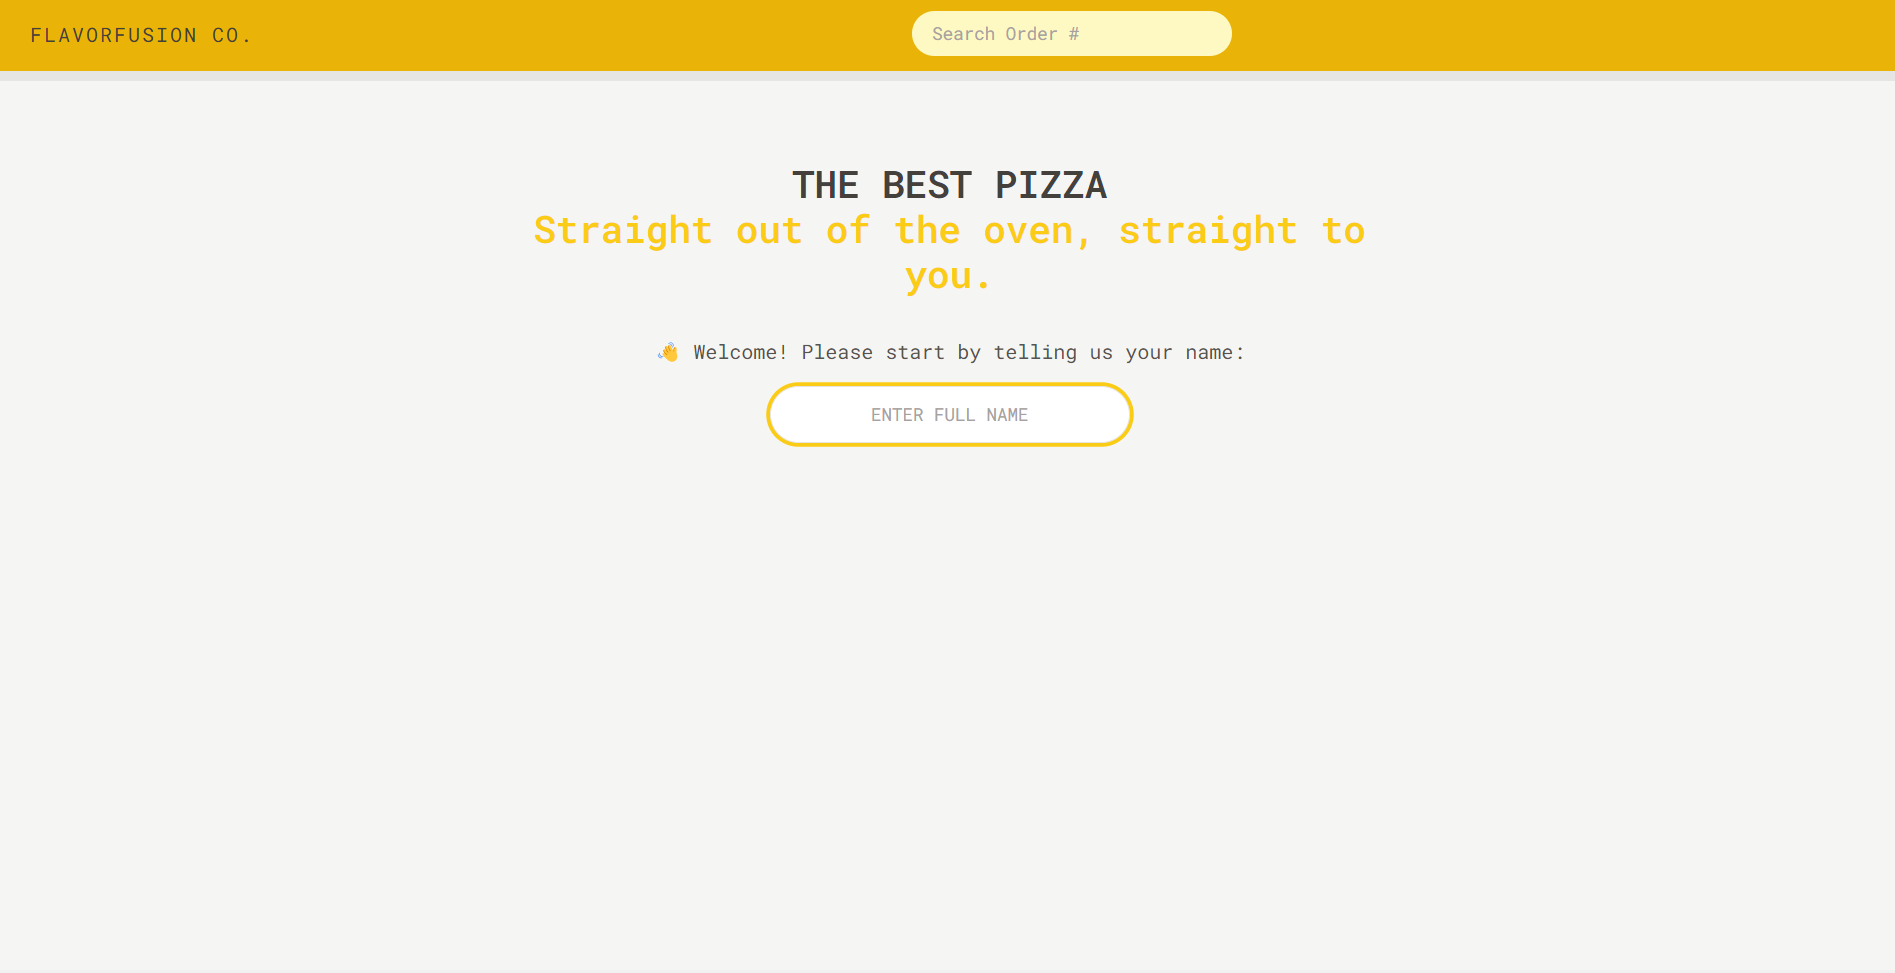 FLAVORFUSION CO.
Search Order #
THE BEST PIZZA
Straight out of the oven, straight to
you.
👋 Welcome! Please start by telling us your name:
ENTER FULL NAME